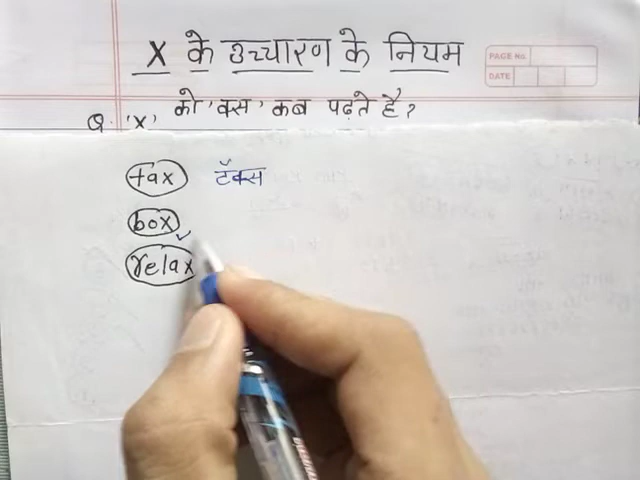 X के उच्चारण के नियम
PAGE No.
DATE
Q. 'X' को 'क्स' कब पढ़ते है?
tax टॅक्स
box
relax